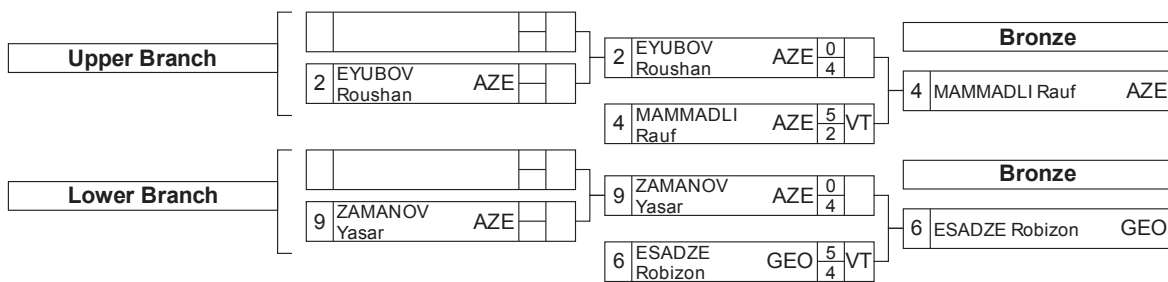 Upper Branch
2 EYUBOV Roushan AZE
2 EYUBOV Roushan AZE 0 4
4 MAMMADLI Rauf AZE 5 2 VT
Bronze
4 MAMMADLI Rauf AZE
Lower Branch
9 ZAMANOV Yasar AZE
9 ZAMANOV Yasar AZE 0 4
6 ESADZE Robizon GEO 5 4 VT
Bronze
6 ESADZE Robizon GEO